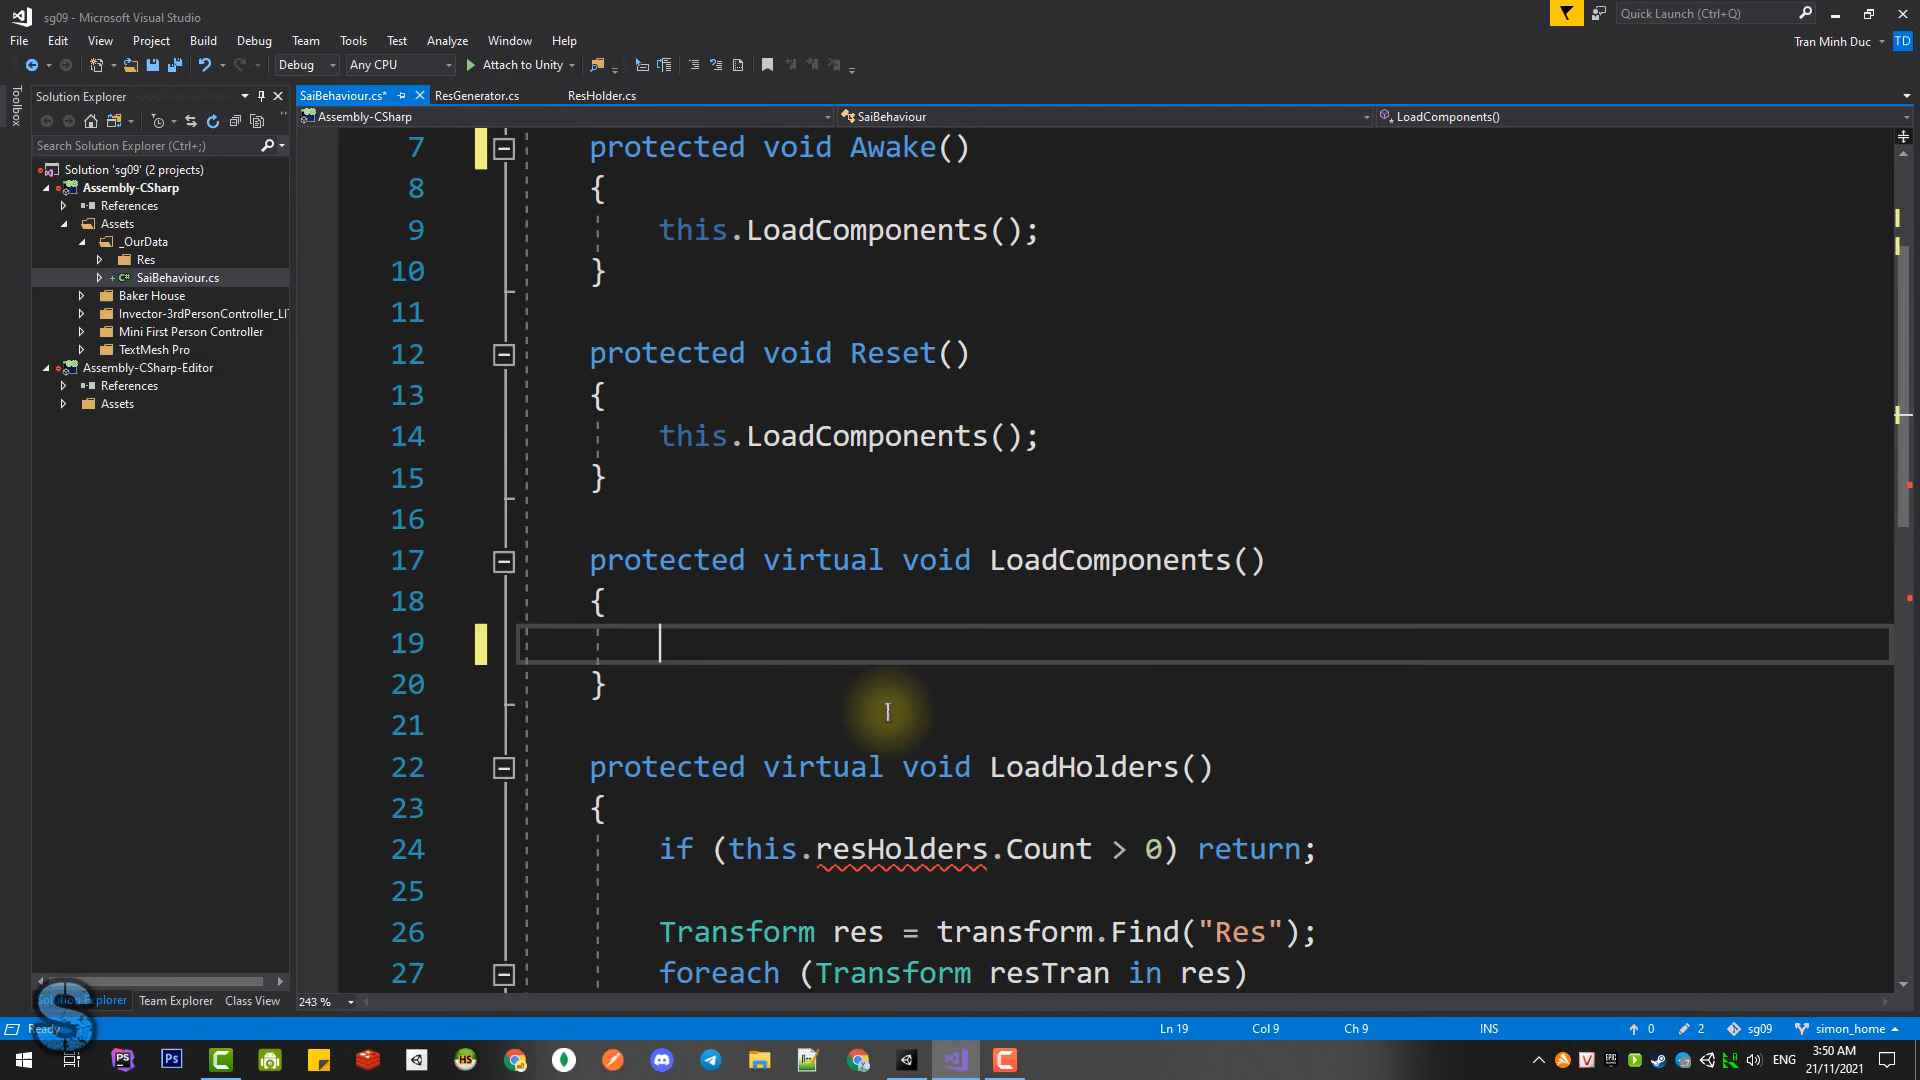 sg09 - Microsoft Visual Studio
Quick Launch (Ctrl+Q)
File Edit View Project Build Debug Team Tools Test Analyze Window Help
Tran Minh Duc TD
Debug Any CPU Attach to Unity
Toolbox
Solution Explorer
SaiBehaviour.cs* ResGenerator.cs ResHolder.cs
Assembly-CSharp SaiBehaviour LoadComponents()
Search Solution Explorer (Ctrl+;)
Solution 'sg09' (2 projects)
Assembly-CSharp
References
Assets
_OurData
Res
SaiBehaviour.cs
Baker House
Invector-3rdPersonController_LI
Mini First Person Controller
TextMesh Pro
Assembly-CSharp-Editor
References
Assets
7 protected void Awake()
8 {
9 this.LoadComponents();
10 }
11
12 protected void Reset()
13 {
14 this.LoadComponents();
15 }
16
17 protected virtual void LoadComponents()
18 {
19
20 }
21
22 protected virtual void LoadHolders()
23 {
24 if (this.resHolders.Count > 0) return;
25
26 Transform res = transform.Find("Res");
27 foreach (Transform resTran in res)
Solution Explorer Team Explorer Class View
243 %
Ready Ln 19 Col 9 Ch 9 INS 0 2 sg09 simon_home
ENG
3:50 AM
21/11/2021